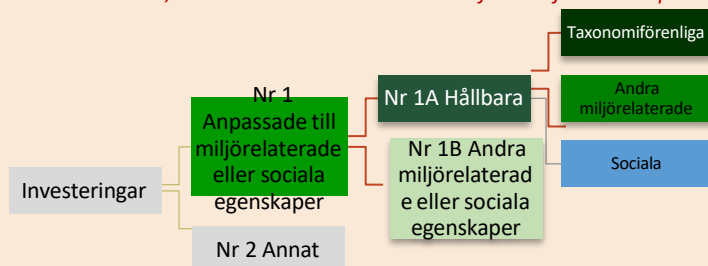 Taxonomiförenliga
Nr 1
Anpassade till
miljörelaterade
eller sociala
egenskaper
Nr 1A Hållbara
Andra
miljörelaterade
Nr 1B Andra
miljörelaterad
e eller sociala
egenskaper
Sociala
Investeringar
Nr 2 Annat